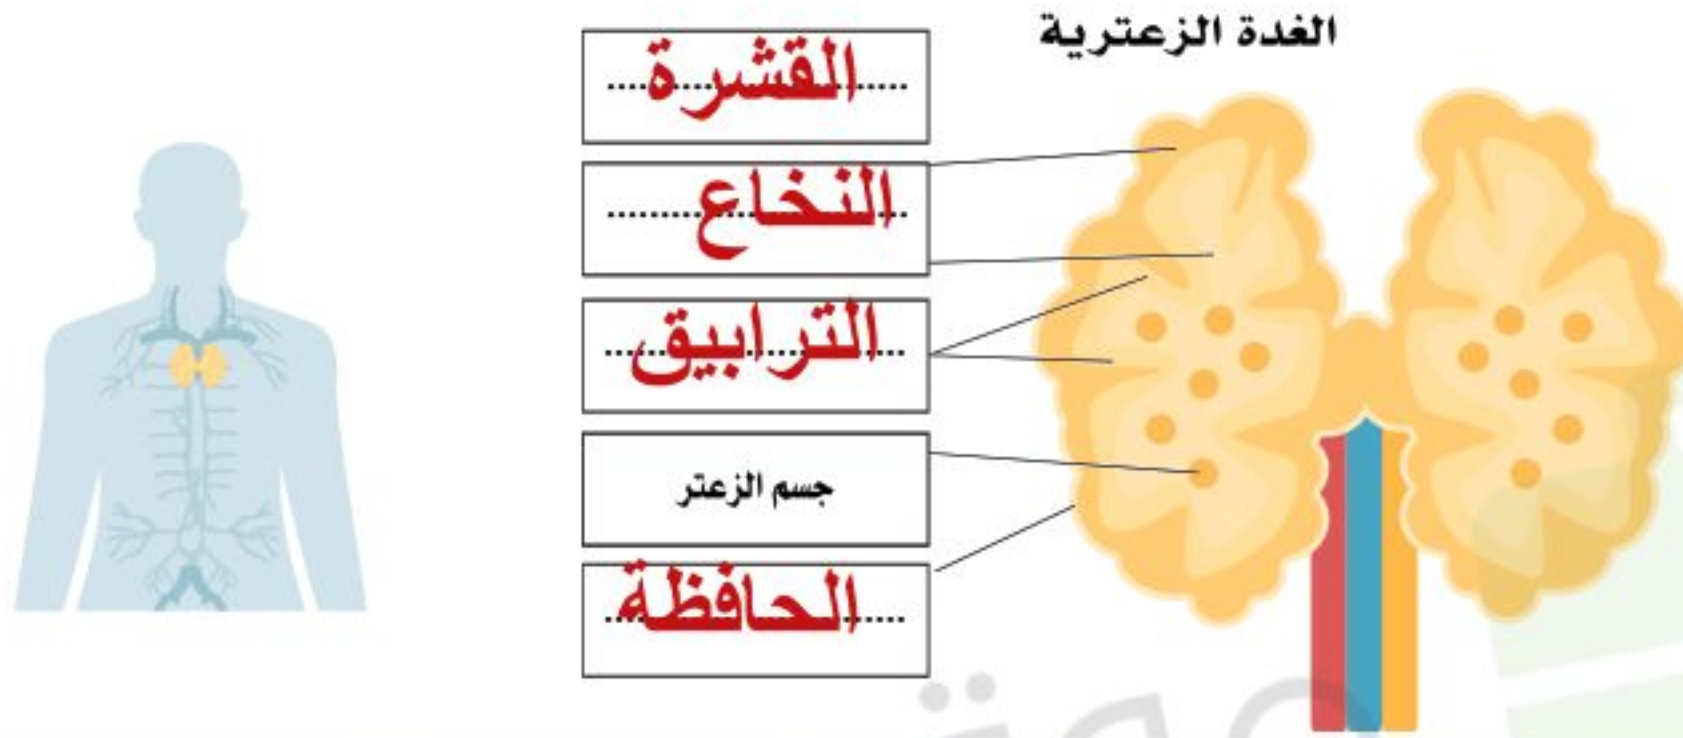 الغدة الزعترية
القشرة
النخاع
الترابيق
جسم الزعتر
الحافظة